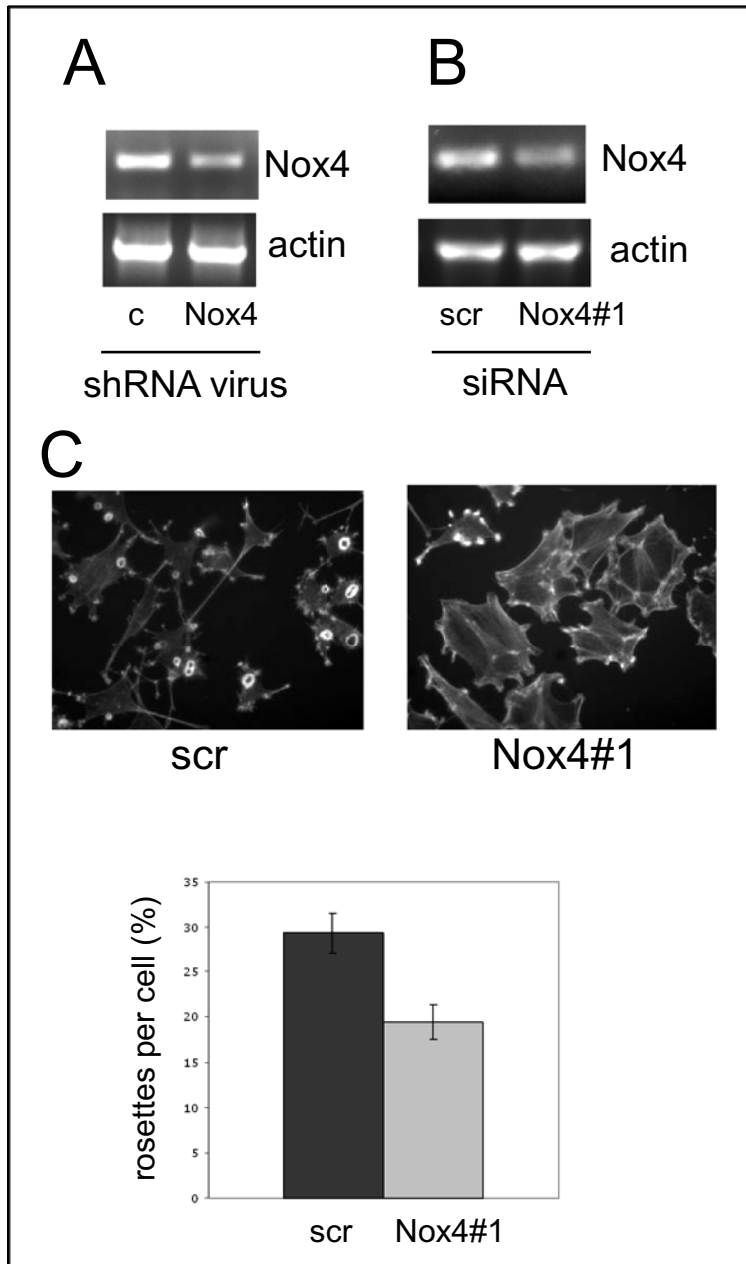 A
Nox4
actin
c Nox4
shRNA virus
B
Nox4
actin
scr Nox4#1
siRNA
C
scr
Nox4#1
rosettes per cell (%)
35
30
25
20
15
10
5
0
scr Nox4#1